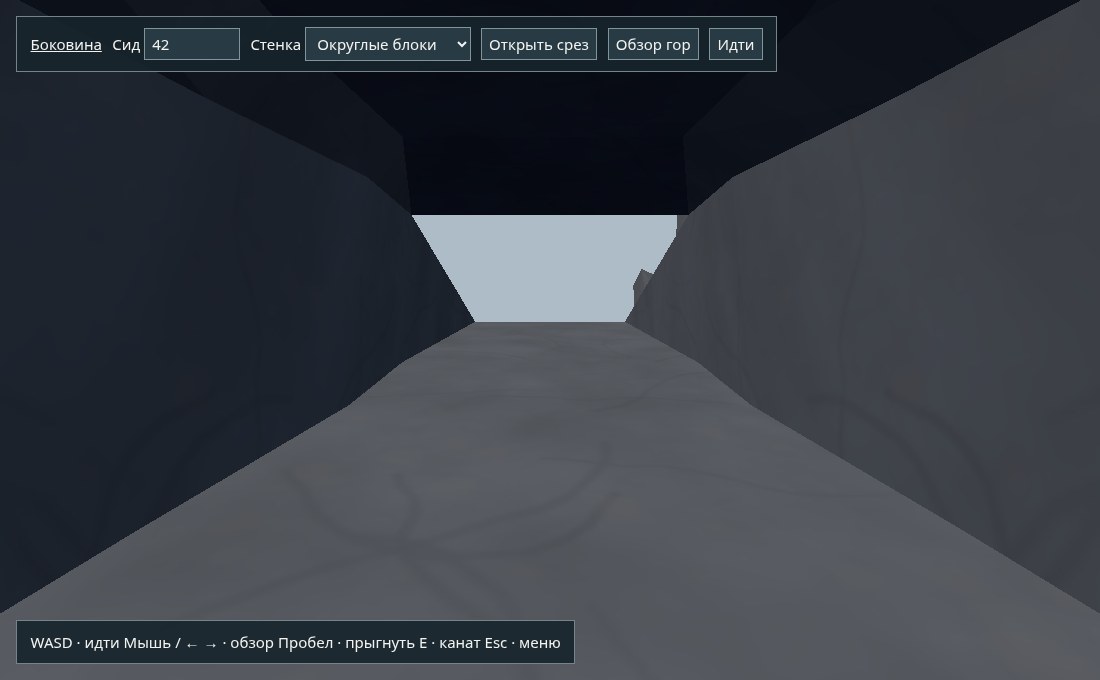 Боковина Сид 42 Стенка Округлые блоки Открыть срез Обзор гор Идти
WASD · идти Мышь / ← → · обзор Пробел · прыгнуть E · канат Esc · меню